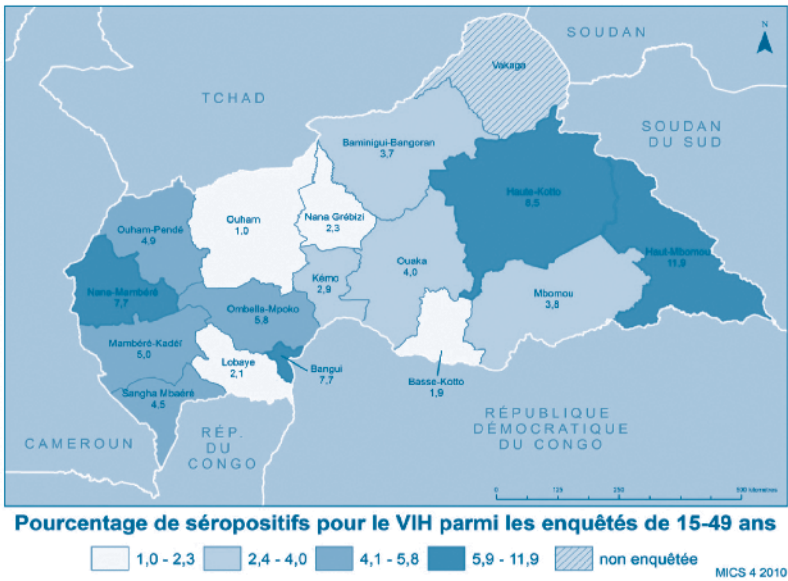 N
SOUDAN
Vakaga
TCHAD
SOUDAN
DU SUD
Baminigui-Bangoran
3,7
Haute-Kotto
8,5
Ouham
1,0
Nana Grébizi
2,3
Ouham-Pendé
4,9
Ouaka
4,0
Haut-Mbomou
11,9
Kémo
2,9
Nana-Mambéré
7,7
Mbomou
3,8
Ombella-Mpoko
5,8
Mambéré-Kadéï
5,0
Lobaye
2,1
Bangui
7,7
Basse-Kotto
1,9
Sangha Mbaéré
4,5
CAMEROUN
RÉP.
DU
CONGO
RÉPUBLIQUE
DÉMOCRATIQUE
DU CONGO
0 125 250 500 kilomètres
Pourcentage de séropositifs pour le VIH parmi les enquêtés de 15-49 ans
1,0 - 2,3 2,4 - 4,0 4,1 - 5,8 5,9 - 11,9 non enquêtée
MICS 4 2010